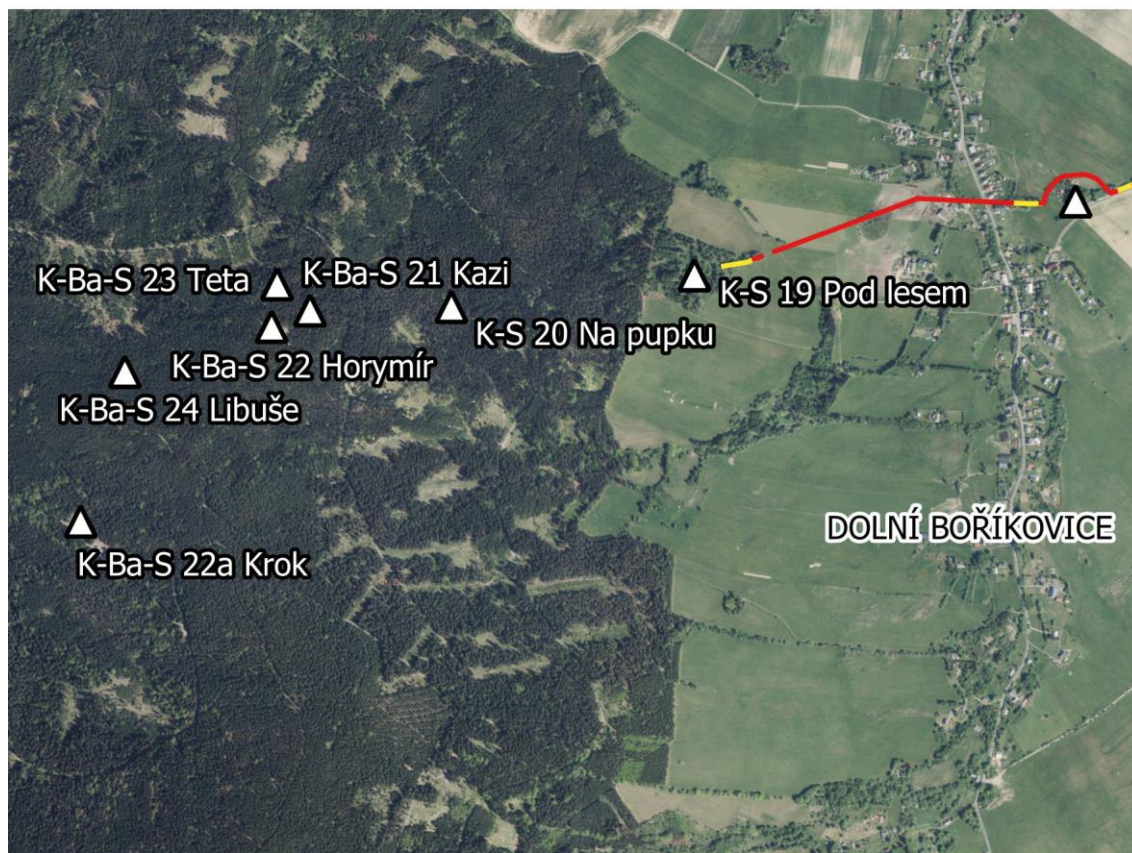 K-Ba-S 23 Teta
K-Ba-S 21 Kazi
K-S 19 Pod lesem
K-S 20 Na pupku
K-Ba-S 22 Horymír
K-Ba-S 24 Libuše
DOLNÍ BOŘÍKOVICE
K-Ba-S 22a Krok